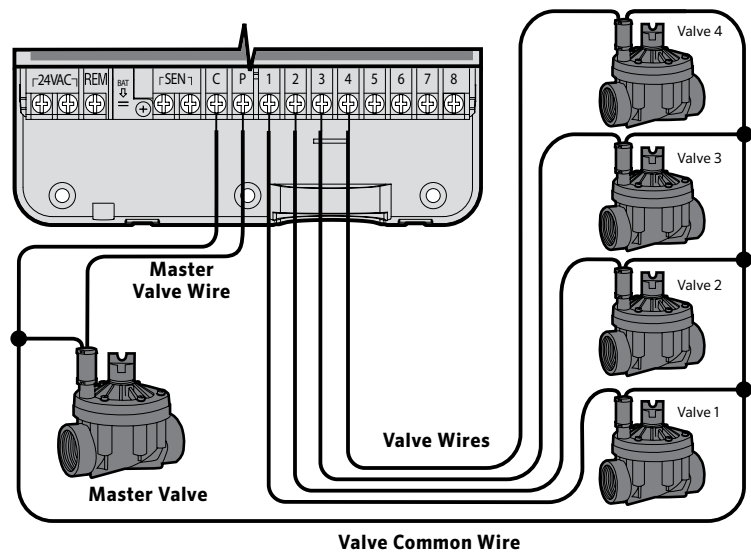 Valve 4
24VAC REM BAT SEN C P 1 2 3 4 5 6 7 8
Valve 3
Master
Valve Wire
Valve 2
Valve 1
Valve Wires
Master Valve
Valve Common Wire